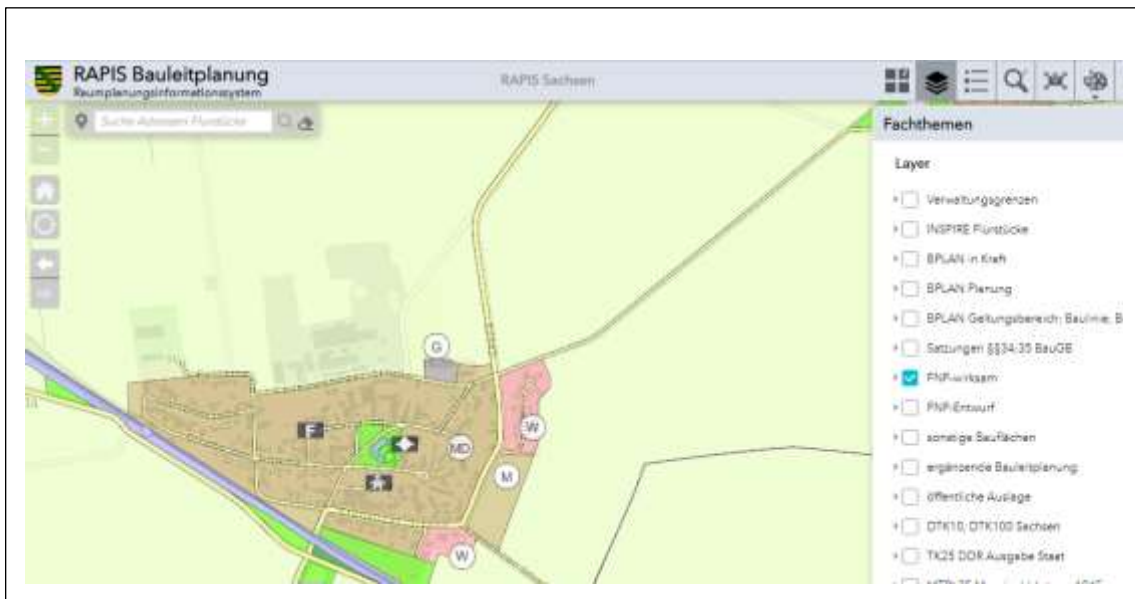 RAPIS Bauleitplanung
Raumplanungsinformationssystem
RAPIS Sachsen
Suche Adressen Flurstücke
Fachthemen
Layer
Verwaltungsgrenzen
INSPIRE Flurstücke
BPLAN in Kraft
BPLAN Planung
BPLAN Geltungsbereich; Baulinie; B
Satzungen §§34;35 BauGB
FNP-wirksam
FNP-Entwurf
sonstige Bauflächen
ergänzende Bauleitplanung
öffentliche Auslage
DTK10; DTK100 Sachsen
TK25 DDR Ausgabe Staat
G
F
W
MD
M
W